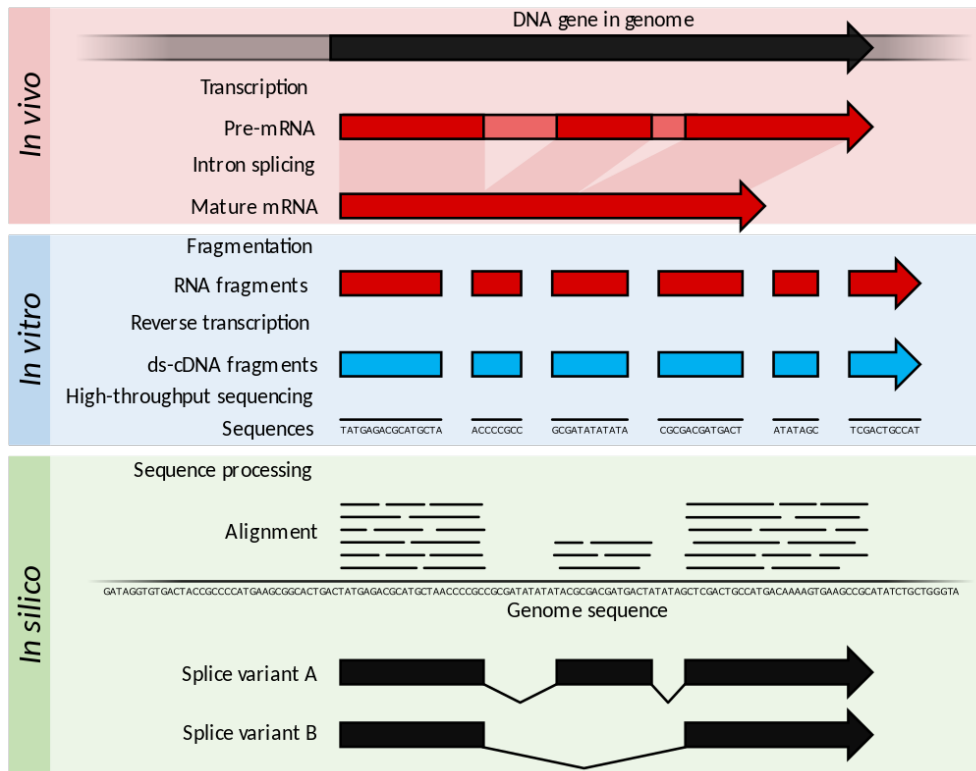 In vivo
DNA gene in genome
Transcription
Pre-mRNA
Intron splicing
Mature mRNA
In vitro
Fragmentation
RNA fragments
Reverse transcription
ds-cDNA fragments
High-throughput sequencing
Sequences
TATGAGACGCATGCTA ACCCCGCC GCGATATATATA CGCGACGATGACT ATATAGC TCGACTGCCAT
In silico
Sequence processing
Alignment
GATAGGTGTGACTACCGCCCCATGAAGCGGCACTGACTATGAGACGCATGCTAACCCCGCCGCGATATATATACGCGACGATGACTATATAGCTCGACTGCCATGACAAAAGTGAAGCCGCATATCTGCTGGGTA
Genome sequence
Splice variant A
Splice variant B